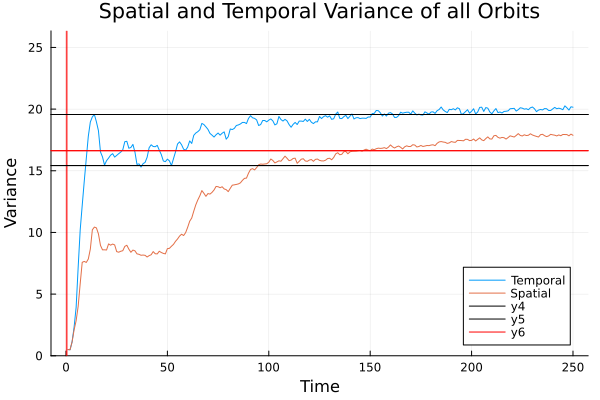 Spatial and Temporal Variance of all Orbits
25
20
15
10
5
0
Variance
0 50 100 150 200 250
Time
Temporal
Spatial
y4
y5
y6